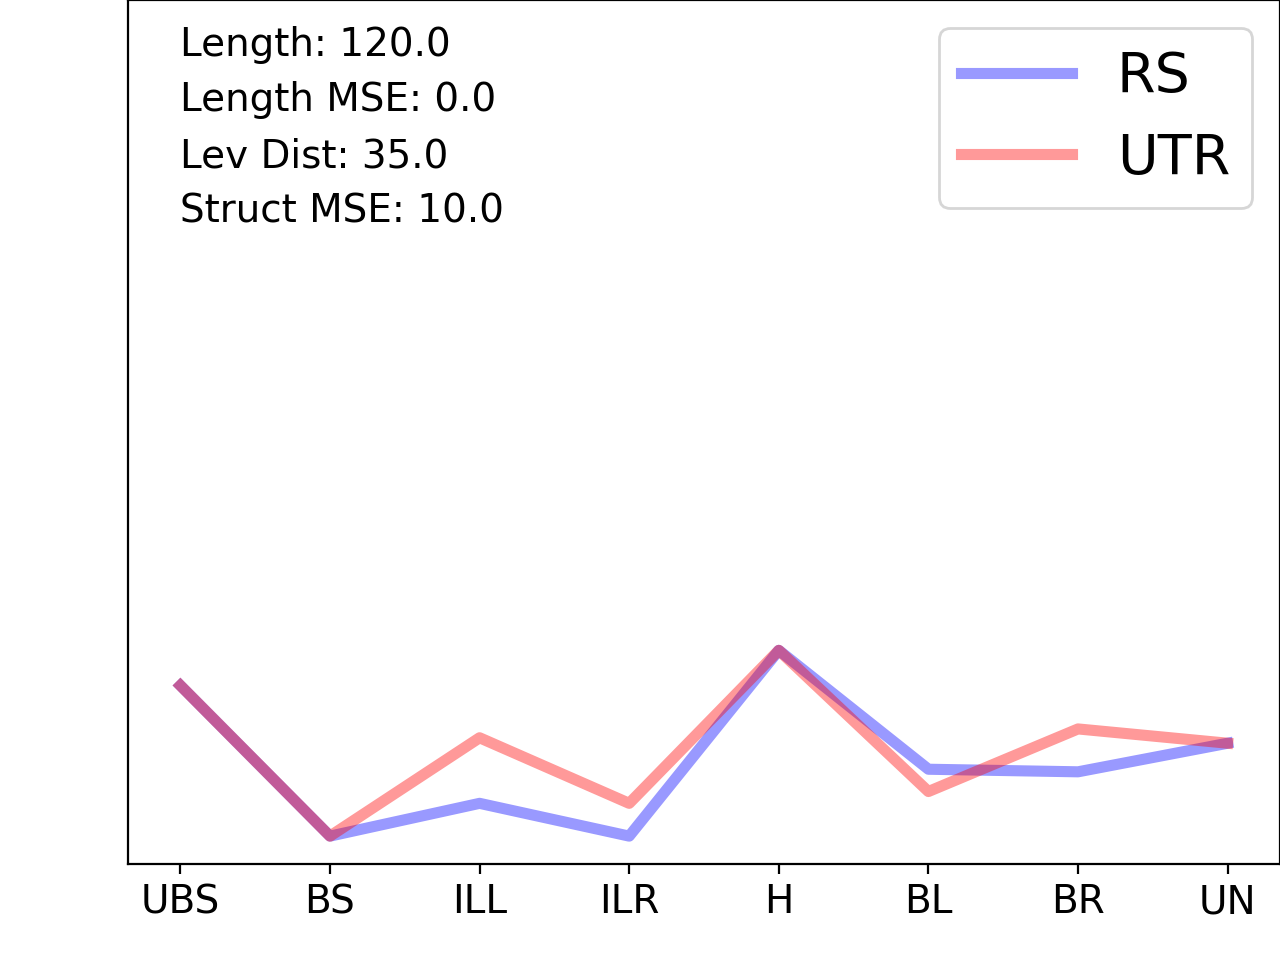 Length: 120.0
Length MSE: 0.0
Lev Dist: 35.0
Struct MSE: 10.0
RS
UTR
UBS BS ILL ILR H BL BR UN